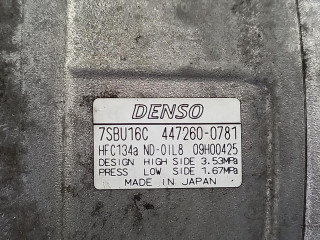 DENSO
7SBU16C 447260-0781
HFC134a ND-OIL8 09H00425
DESIGN HIGH SIDE 3.53MPa
PRESS LOW SIDE 1.67MPa
MADE IN JAPAN